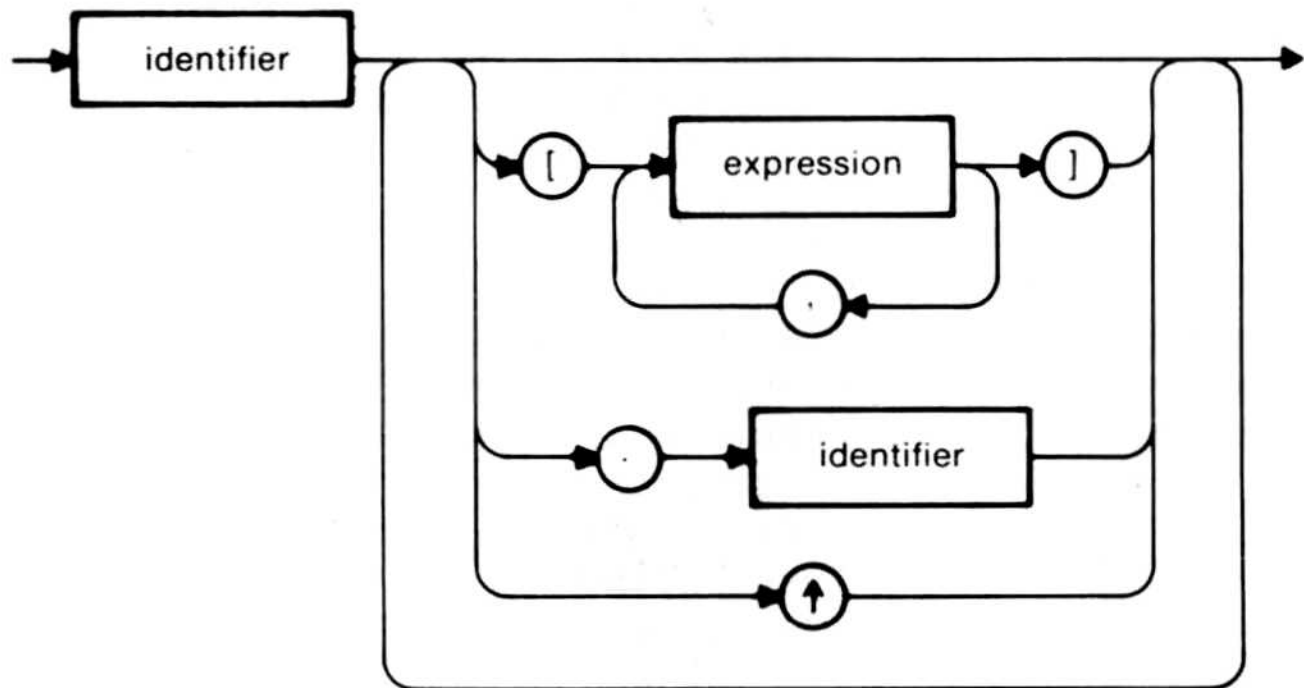 identifier
[
expression
]
,
.
identifier
↑